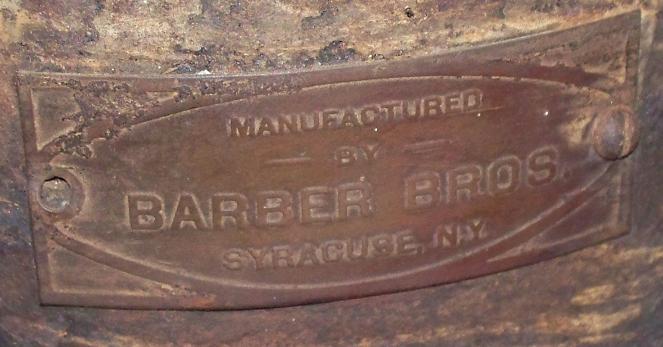 MANUFACTURED
BY
BARBER BROS.
SYRACUSE, N.Y.